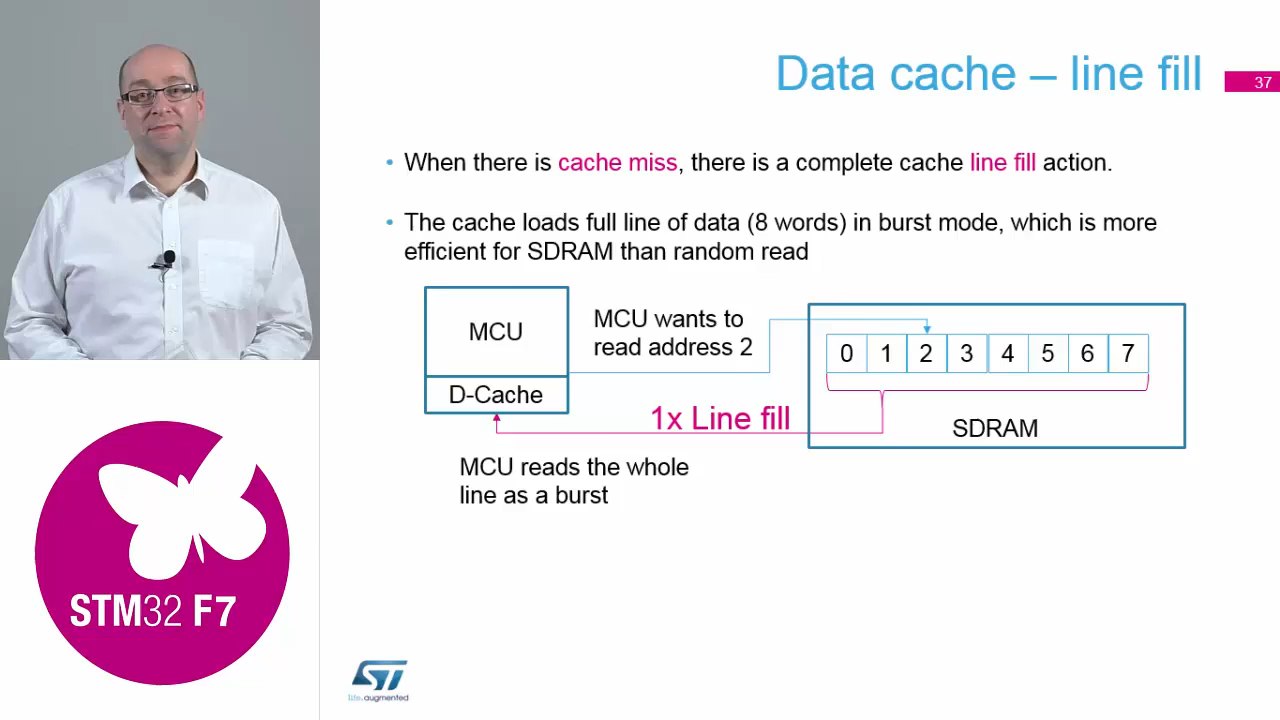 Data cache – line fill
37
• When there is cache miss, there is a complete cache line fill action.
• The cache loads full line of data (8 words) in burst mode, which is more
efficient for SDRAM than random read
MCU
D-Cache
MCU wants to
read address 2
0 1 2 3 4 5 6 7
1x Line fill
SDRAM
MCU reads the whole
line as a burst
STM32 F7
ST
life.augmented